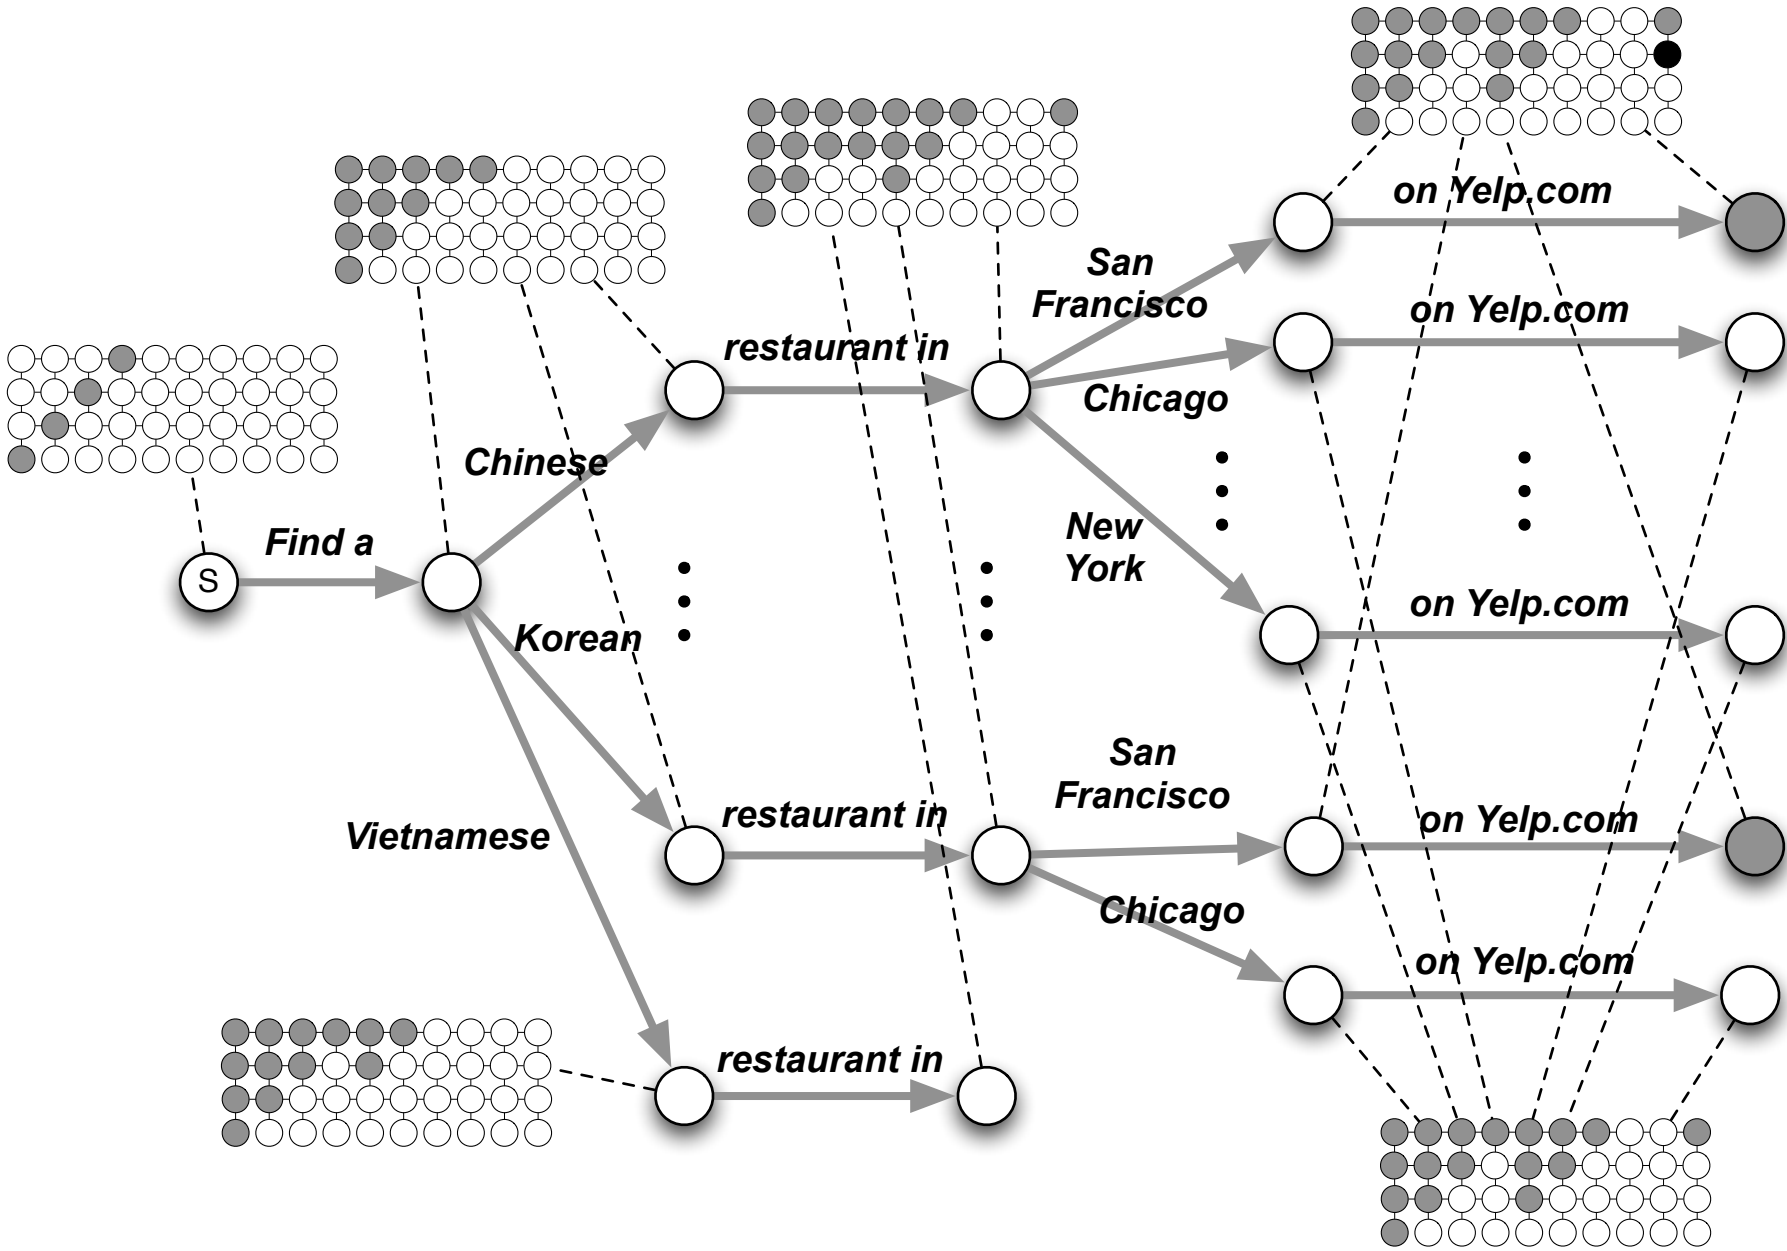 on Yelp.com
San
Francisco
on Yelp.com
restaurant in
Chicago
Chinese
New
York
Find a
S
on Yelp.com
Korean
San
Francisco
restaurant in
on Yelp.com
Vietnamese
Chicago
on Yelp.com
restaurant in